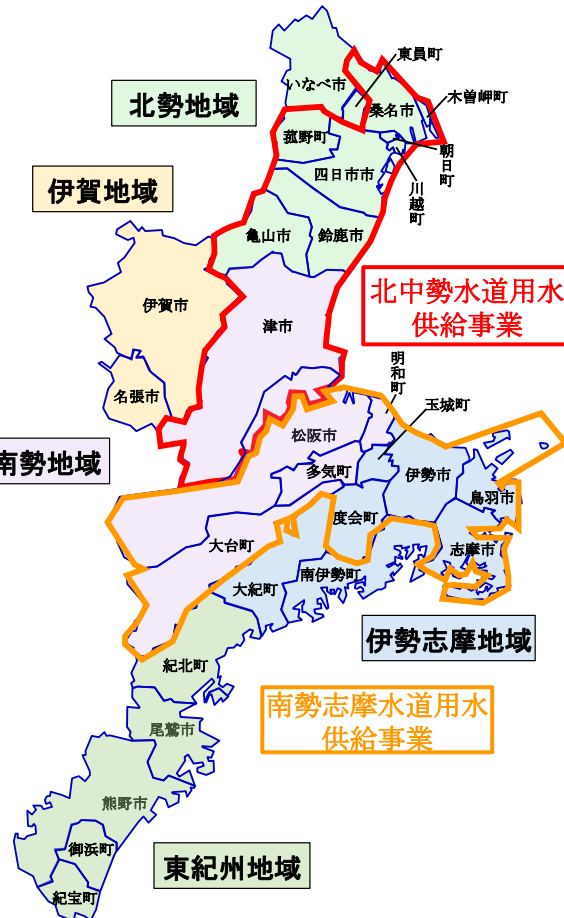 東員町
いなべ市
桑名市
木曽岬町
北勢地域
菰野町
朝日町
四日市市
川越町
伊賀地域
亀山市
鈴鹿市
北中勢水道用水
供給事業
伊賀市
津市
名張市
明和町
玉城町
松阪市
南勢地域
多気町
伊勢市
鳥羽市
度会町
大台町
志摩市
大紀町
南伊勢町
伊勢志摩地域
紀北町
南勢志摩水道用水
供給事業
尾鷲市
熊野市
御浜町
東紀州地域
紀宝町